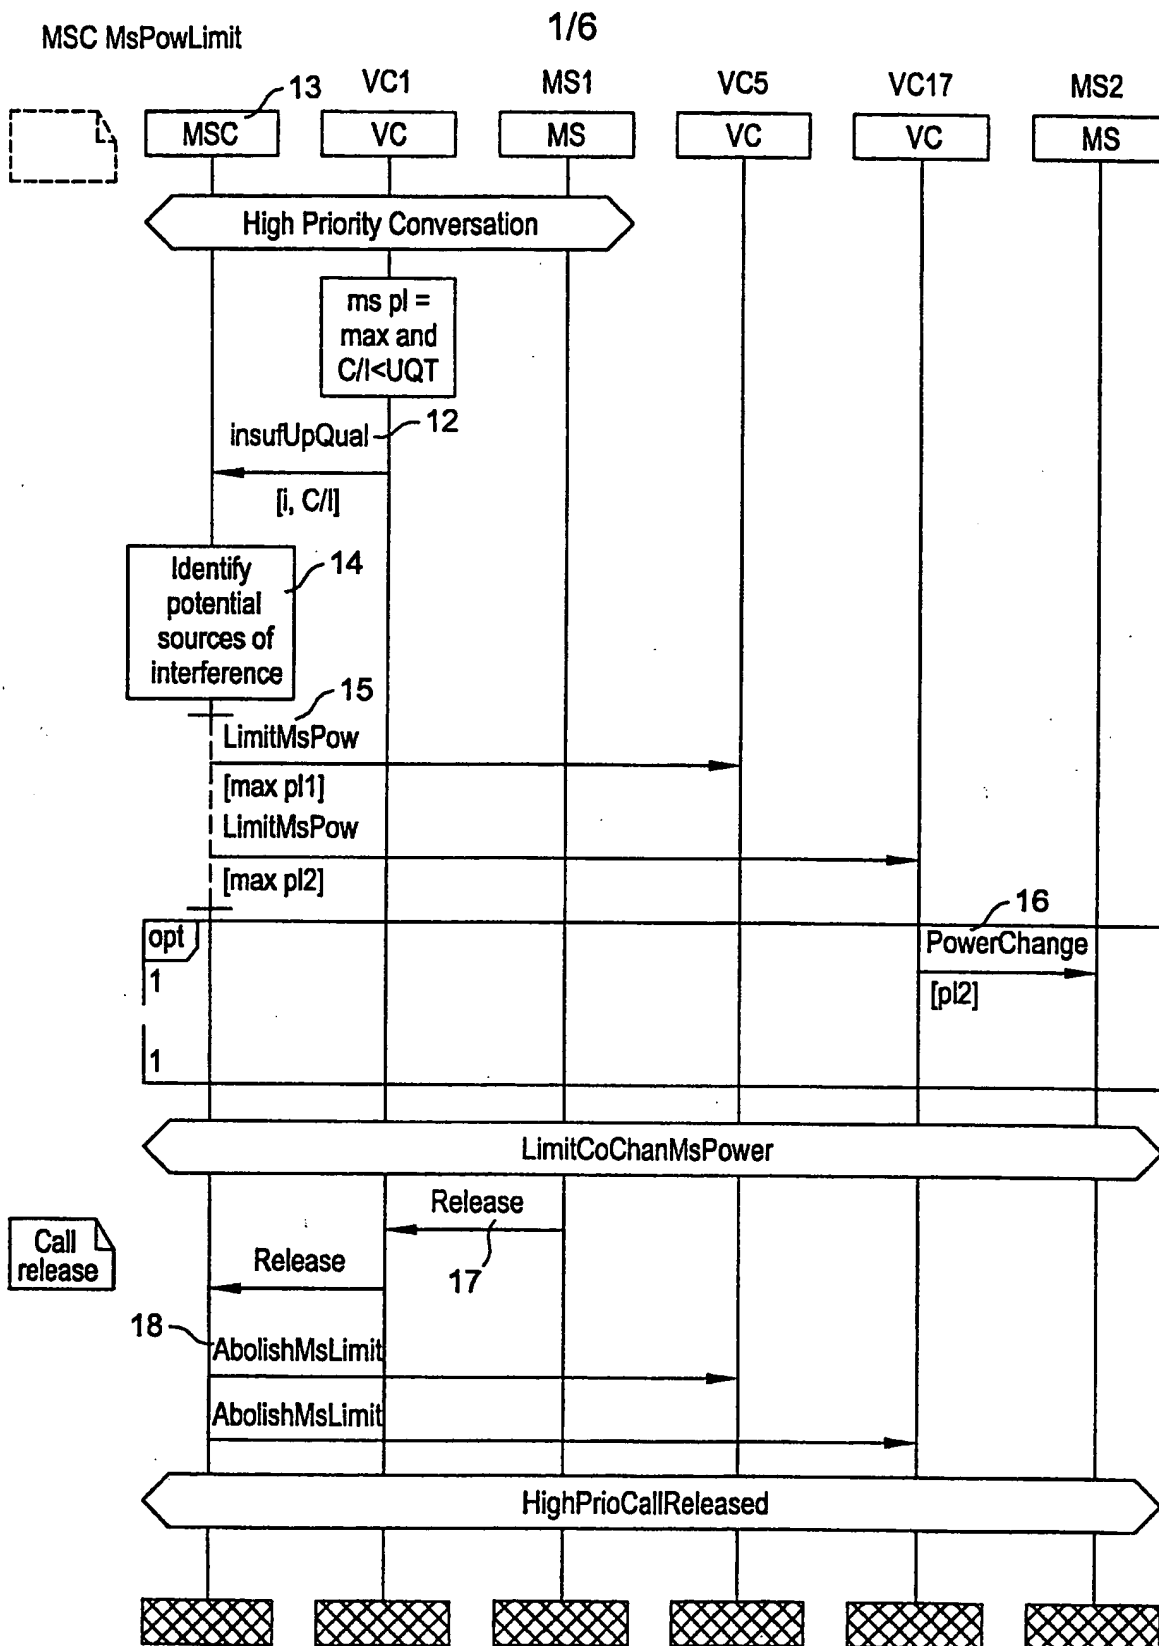 1/6
MSC MsPowLimit
13
VC1
MS1
VC5
VC17
MS2
MSC
VC
MS
VC
VC
MS
High Priority Conversation
ms pl =
max and
C/I<UQT
12
insufUpQual
[i, C/I]
Identify
potential
sources of
interference
14
15
LimitMsPow
[max pl1]
LimitMsPow
[max pl2]
opt
1
1
16
PowerChange
[pl2]
LimitCoChanMsPower
Release
17
Call
release
Release
18
AbolishMsLimit
AbolishMsLimit
HighPrioCallReleased